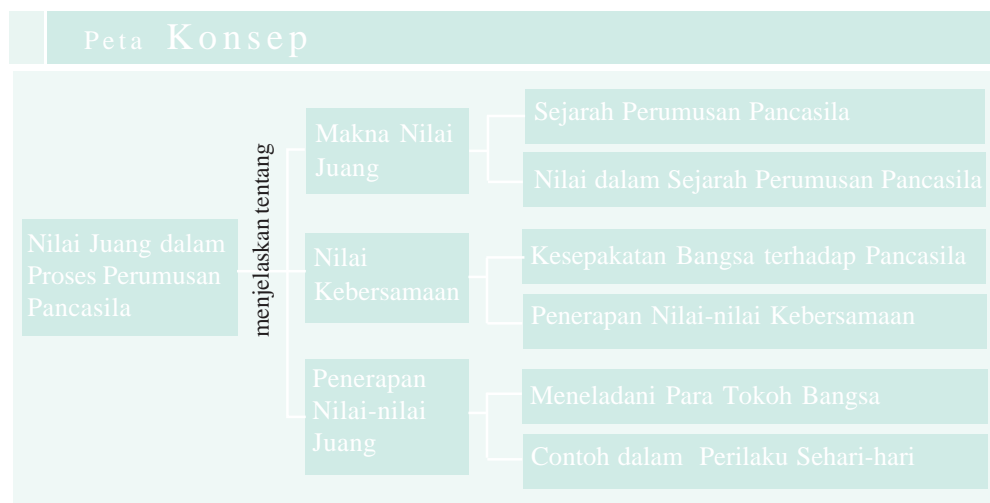 Peta Konsep
Nilai Juang dalam
Proses Perumusan
Pancasila
menjelaskan tentang
Makna Nilai
Juang
Sejarah Perumusan Pancasila
Nilai dalam Sejarah Perumusan Pancasila
Nilai
Kebersamaan
Kesepakatan Bangsa terhadap Pancasila
Penerapan Nilai-nilai Kebersamaan
Penerapan
Nilai-nilai
Juang
Meneladani Para Tokoh Bangsa
Contoh dalam Perilaku Sehari-hari